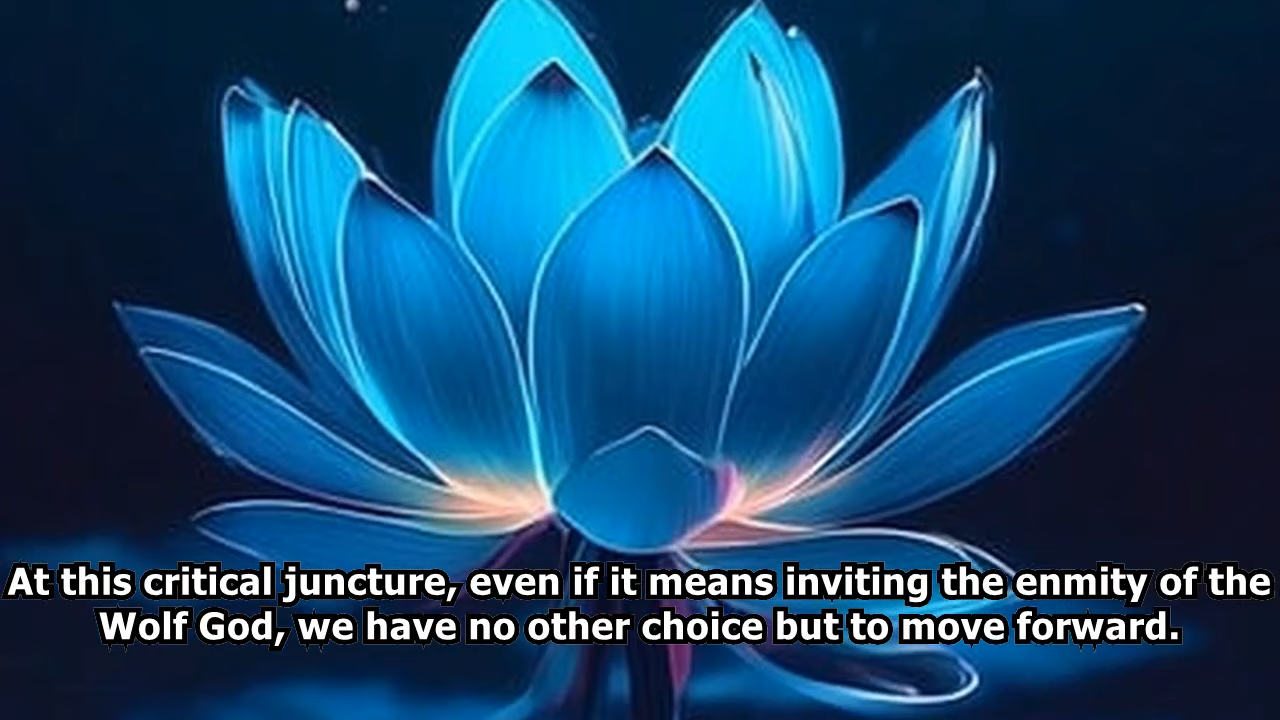 At this critical juncture, even if it means inviting the enmity of the
Wolf God, we have no other choice but to move forward.